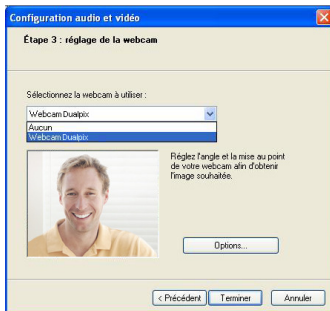 Configuration audio et vidéo
Étape 3 : réglage de la webcam
Sélectionnez la webcam à utiliser :
Webcam Dualpix
Aucun
Webcam Dualpix
Réglez l'angle et la mise au point
de votre webcam afin d'obtenir
l'image souhaitée.
Options...
< Précédent
Terminer
Annuler